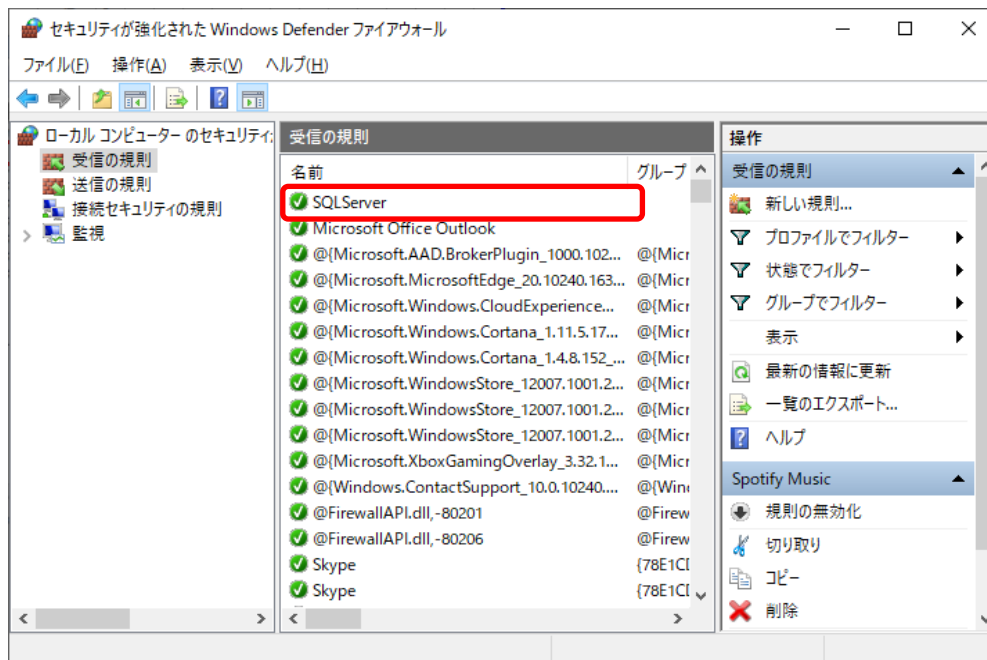 セキュリティが強化された Windows Defender ファイアウォール
ファイル(F) 操作(A) 表示(V) ヘルプ(H)
ローカル コンピューター のセキュリティ
受信の規則
送信の規則
接続セキュリティの規則
監視
受信の規則
名前 グループ
SQLServer
Microsoft Office Outlook
@{Microsoft.AAD.BrokerPlugin_1000.102... @{Micr
@{Microsoft.MicrosoftEdge_20.10240.163... @{Micr
@{Microsoft.Windows.CloudExperience... @{Micr
@{Microsoft.Windows.Cortana_1.11.5.17... @{Micr
@{Microsoft.Windows.Cortana_1.4.8.152_... @{Micr
@{Microsoft.WindowsStore_12007.1001.2... @{Micr
@{Microsoft.WindowsStore_12007.1001.2... @{Micr
@{Microsoft.WindowsStore_12007.1001.2... @{Micr
@{Microsoft.XboxGamingOverlay_3.32.1... @{Micr
@{Windows.ContactSupport_10.0.10240.... @{Win
@FirewallAPI.dll,-80201 @Firew
@FirewallAPI.dll,-80206 @Firew
Skype {78E1C
Skype {78E1C
操作
受信の規則
新しい規則...
プロファイルでフィルター
状態でフィルター
グループでフィルター
表示
最新の情報に更新
一覧のエクスポート...
ヘルプ
Spotify Music
規則の無効化
切り取り
コピー
削除